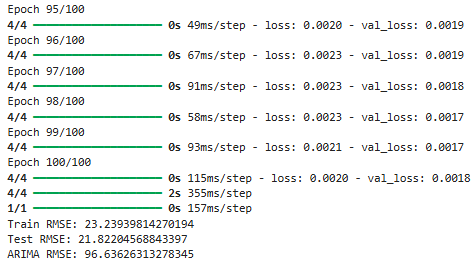 Epoch 95/100
4/4 ━━━━━━━━━━━━━━━━━━━━ 0s 49ms/step - loss: 0.0020 - val_loss: 0.0019
Epoch 96/100
4/4 ━━━━━━━━━━━━━━━━━━━━ 0s 67ms/step - loss: 0.0023 - val_loss: 0.0019
Epoch 97/100
4/4 ━━━━━━━━━━━━━━━━━━━━ 0s 91ms/step - loss: 0.0023 - val_loss: 0.0018
Epoch 98/100
4/4 ━━━━━━━━━━━━━━━━━━━━ 0s 58ms/step - loss: 0.0023 - val_loss: 0.0017
Epoch 99/100
4/4 ━━━━━━━━━━━━━━━━━━━━ 0s 93ms/step - loss: 0.0021 - val_loss: 0.0017
Epoch 100/100
4/4 ━━━━━━━━━━━━━━━━━━━━ 0s 115ms/step - loss: 0.0020 - val_loss: 0.0018
4/4 ━━━━━━━━━━━━━━━━━━━━ 2s 355ms/step
1/1 ━━━━━━━━━━━━━━━━━━━━ 0s 157ms/step
Train RMSE: 23.23939814270194
Test RMSE: 21.82204568843397
ARIMA RMSE: 96.63626313278345